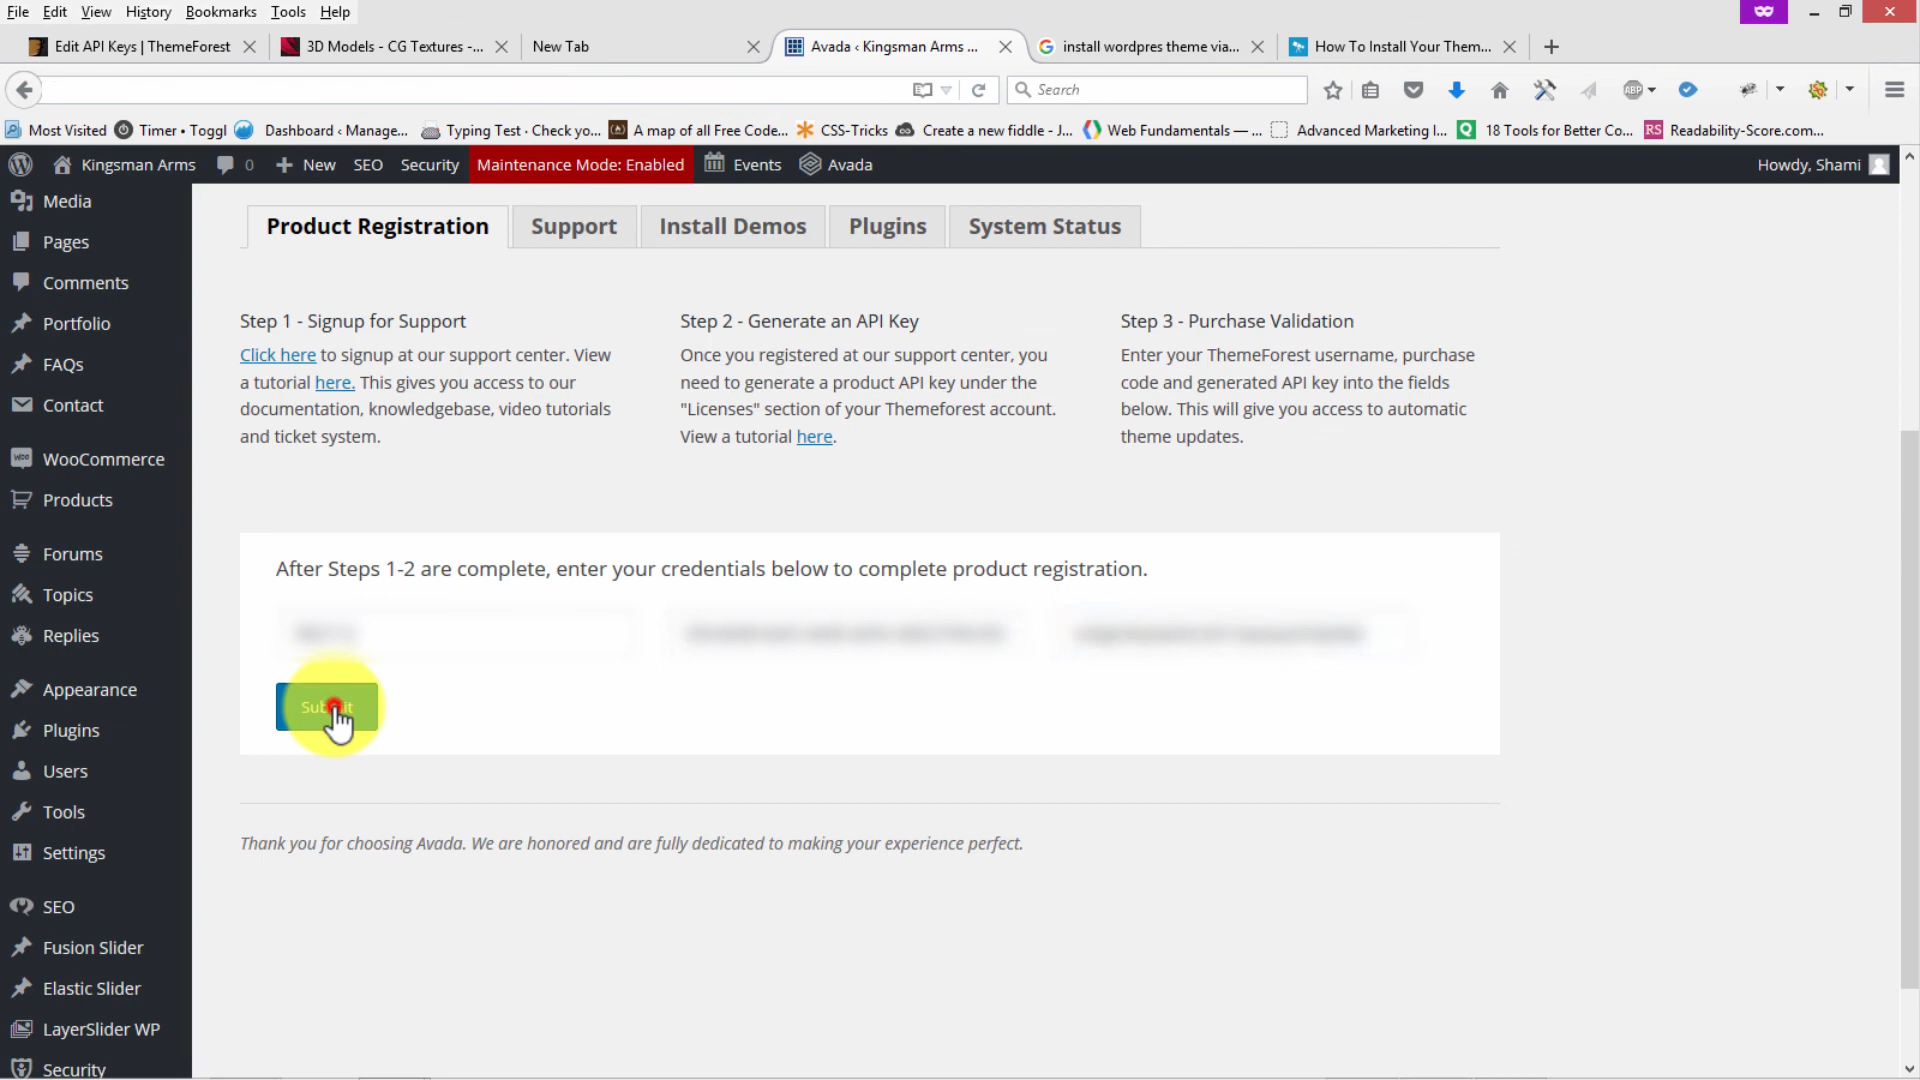 File Edit View History Bookmarks Tools Help
Edit API Keys | ThemeForest
3D Models - CG Textures -...
New Tab
Avada ‹ Kingsman Arms ...
install wordpres theme via...
How To Install Your Them...
Search
ABP
Most Visited
Timer • Toggl
Dashboard ‹ Manage...
Typing Test · Check yo...
A map of all Free Code...
CSS-Tricks
Create a new fiddle - J...
Web Fundamentals — ...
Advanced Marketing I...
18 Tools for Better Co...
RS Readability-Score.com...
Kingsman Arms
0
New
SEO
Security
Maintenance Mode: Enabled
Events
Avada
Howdy, Shami
Media
Pages
Comments
Portfolio
FAQs
Contact
WooCommerce
Products
Forums
Topics
Replies
Appearance
Plugins
Users
Tools
Settings
SEO
Fusion Slider
Elastic Slider
LayerSlider WP
Security
Product Registration
Support
Install Demos
Plugins
System Status
Step 1 - Signup for Support
Click here to signup at our support center. View
a tutorial here. This gives you access to our
documentation, knowledgebase, video tutorials
and ticket system.
Step 2 - Generate an API Key
Once you registered at our support center, you
need to generate a product API key under the
"Licenses" section of your Themeforest account.
View a tutorial here.
Step 3 - Purchase Validation
Enter your ThemeForest username, purchase
code and generated API key into the fields
below. This will give you access to automatic
theme updates.
After Steps 1-2 are complete, enter your credentials below to complete product registration.
Submit
Thank you for choosing Avada. We are honored and are fully dedicated to making your experience perfect.